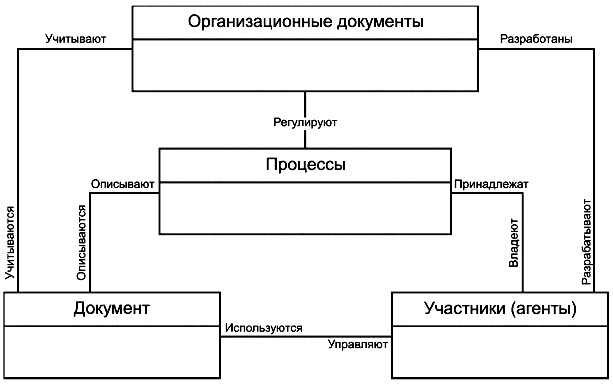 Организационные документы
Учитывают
Разработаны
Регулируют
Процессы
Описывают
Принадлежат
Учитываются
Описываются
Владеют
Разрабатывают
Документ
Участники (агенты)
Используются
Управляют